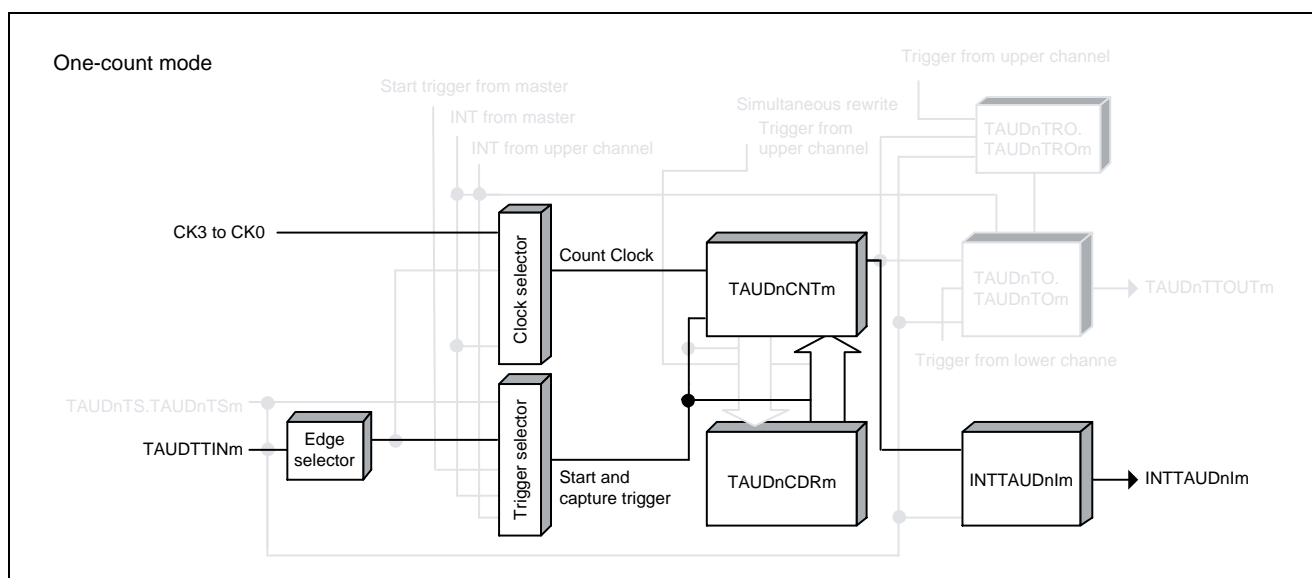 One-count mode
Trigger from upper channel
Start trigger from master
Simultaneous rewrite
INT from master
Trigger from
upper channel
INT from upper channel
TAUDnTRO.
TAUDnTROm
CK3 to CK0
Clock selector
Count Clock
TAUDnCNTm
TAUDnTO.
TAUDnTOm
TAUDnTTOUTm
Trigger from lower channe
TAUDnTS.TAUDnTSm
TAUDTTINm
Edge
selector
Trigger selector
Start and
capture trigger
TAUDnCDRm
INTTAUDnIm
INTTAUDnIm